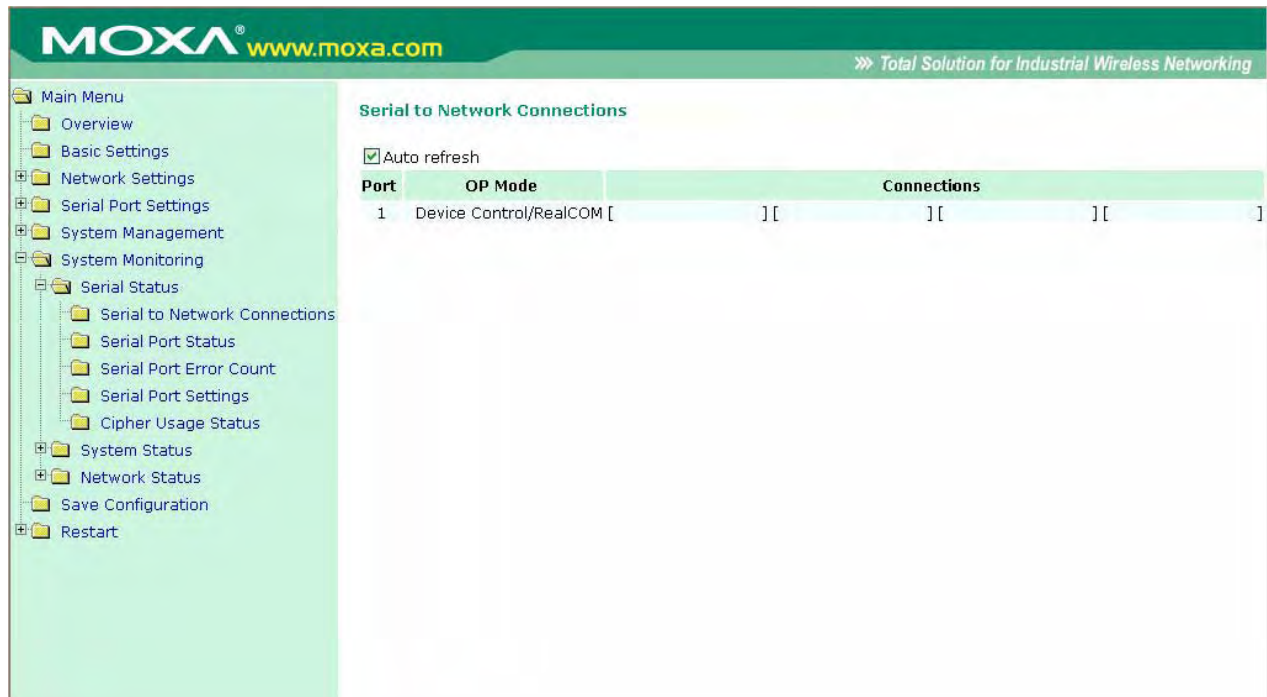 MOXA® www.moxa.com
>>> Total Solution for Industrial Wireless Networking
Main Menu
Overview
Basic Settings
Network Settings
Serial Port Settings
System Management
System Monitoring
Serial Status
Serial to Network Connections
Serial Port Status
Serial Port Error Count
Serial Port Settings
Cipher Usage Status
System Status
Network Status
Save Configuration
Restart
Serial to Network Connections
Auto refresh
Port OP Mode Connections
1 Device Control/RealCOM [ ] [ ] [ ] [ ]